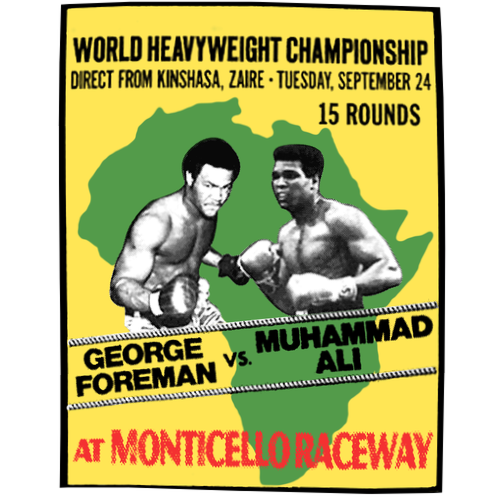 WORLD HEAVYWEIGHT CHAMPIONSHIP
DIRECT FROM KINSHASA, ZAIRE · TUESDAY, SEPTEMBER 24
15 ROUNDS
GEORGE
FOREMAN
VS.
MUHAMMAD
ALI
AT MONTICELLO RACEWAY